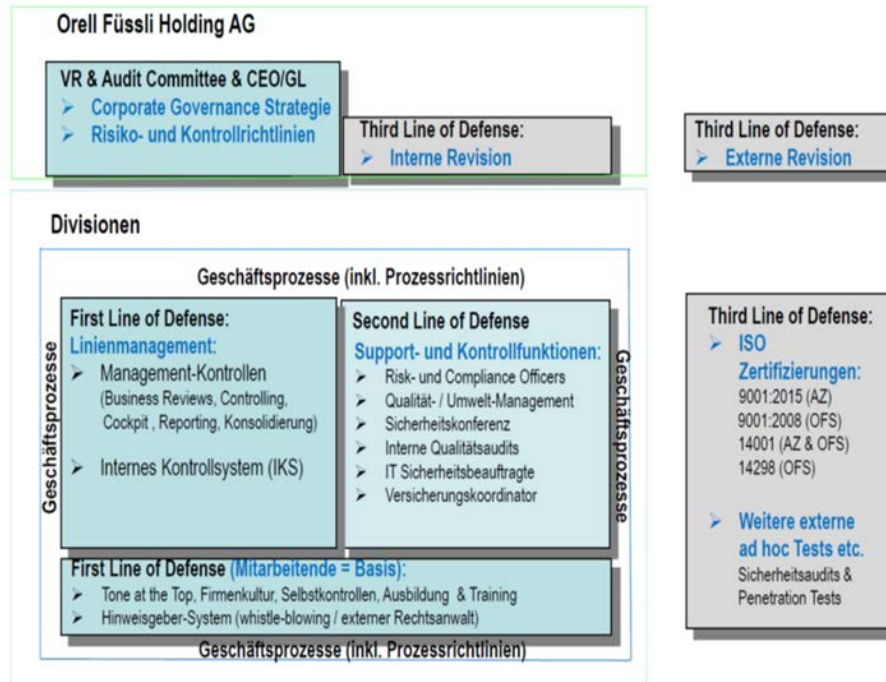 Orell Füssli Holding AG
VR & Audit Committee & CEO/GL
Corporate Governance Strategie
Risiko- und Kontrollrichtlinien
Third Line of Defense:
Interne Revision
Third Line of Defense:
Externe Revision
Divisionen
Geschäftsprozesse (inkl. Prozessrichtlinien)
Geschäftsprozesse
First Line of Defense:
Linienmanagement:
Management-Kontrollen
(Business Reviews, Controlling,
Cockpit , Reporting, Konsolidierung)
Internes Kontrollsystem (IKS)
Second Line of Defense
Support- und Kontrollfunktionen:
Risk- und Compliance Officers
Qualität- / Umwelt-Management
Sicherheitskonferenz
Interne Qualitätsaudits
IT Sicherheitsbeauftragte
Versicherungskoordinator
Geschäftsprozesse
First Line of Defense (Mitarbeitende = Basis):
Tone at the Top, Firmenkultur, Selbstkontrollen, Ausbildung & Training
Hinweisgeber-System (whistle-blowing / externer Rechtsanwalt)
Geschäftsprozesse (inkl. Prozessrichtlinien)
Third Line of Defense:
ISO
Zertifizierungen:
9001:2015 (AZ)
9001:2008 (OFS)
14001 (AZ & OFS)
14298 (OFS)
Weitere externe
ad hoc Tests etc.
Sicherheitsaudits &
Penetration Tests